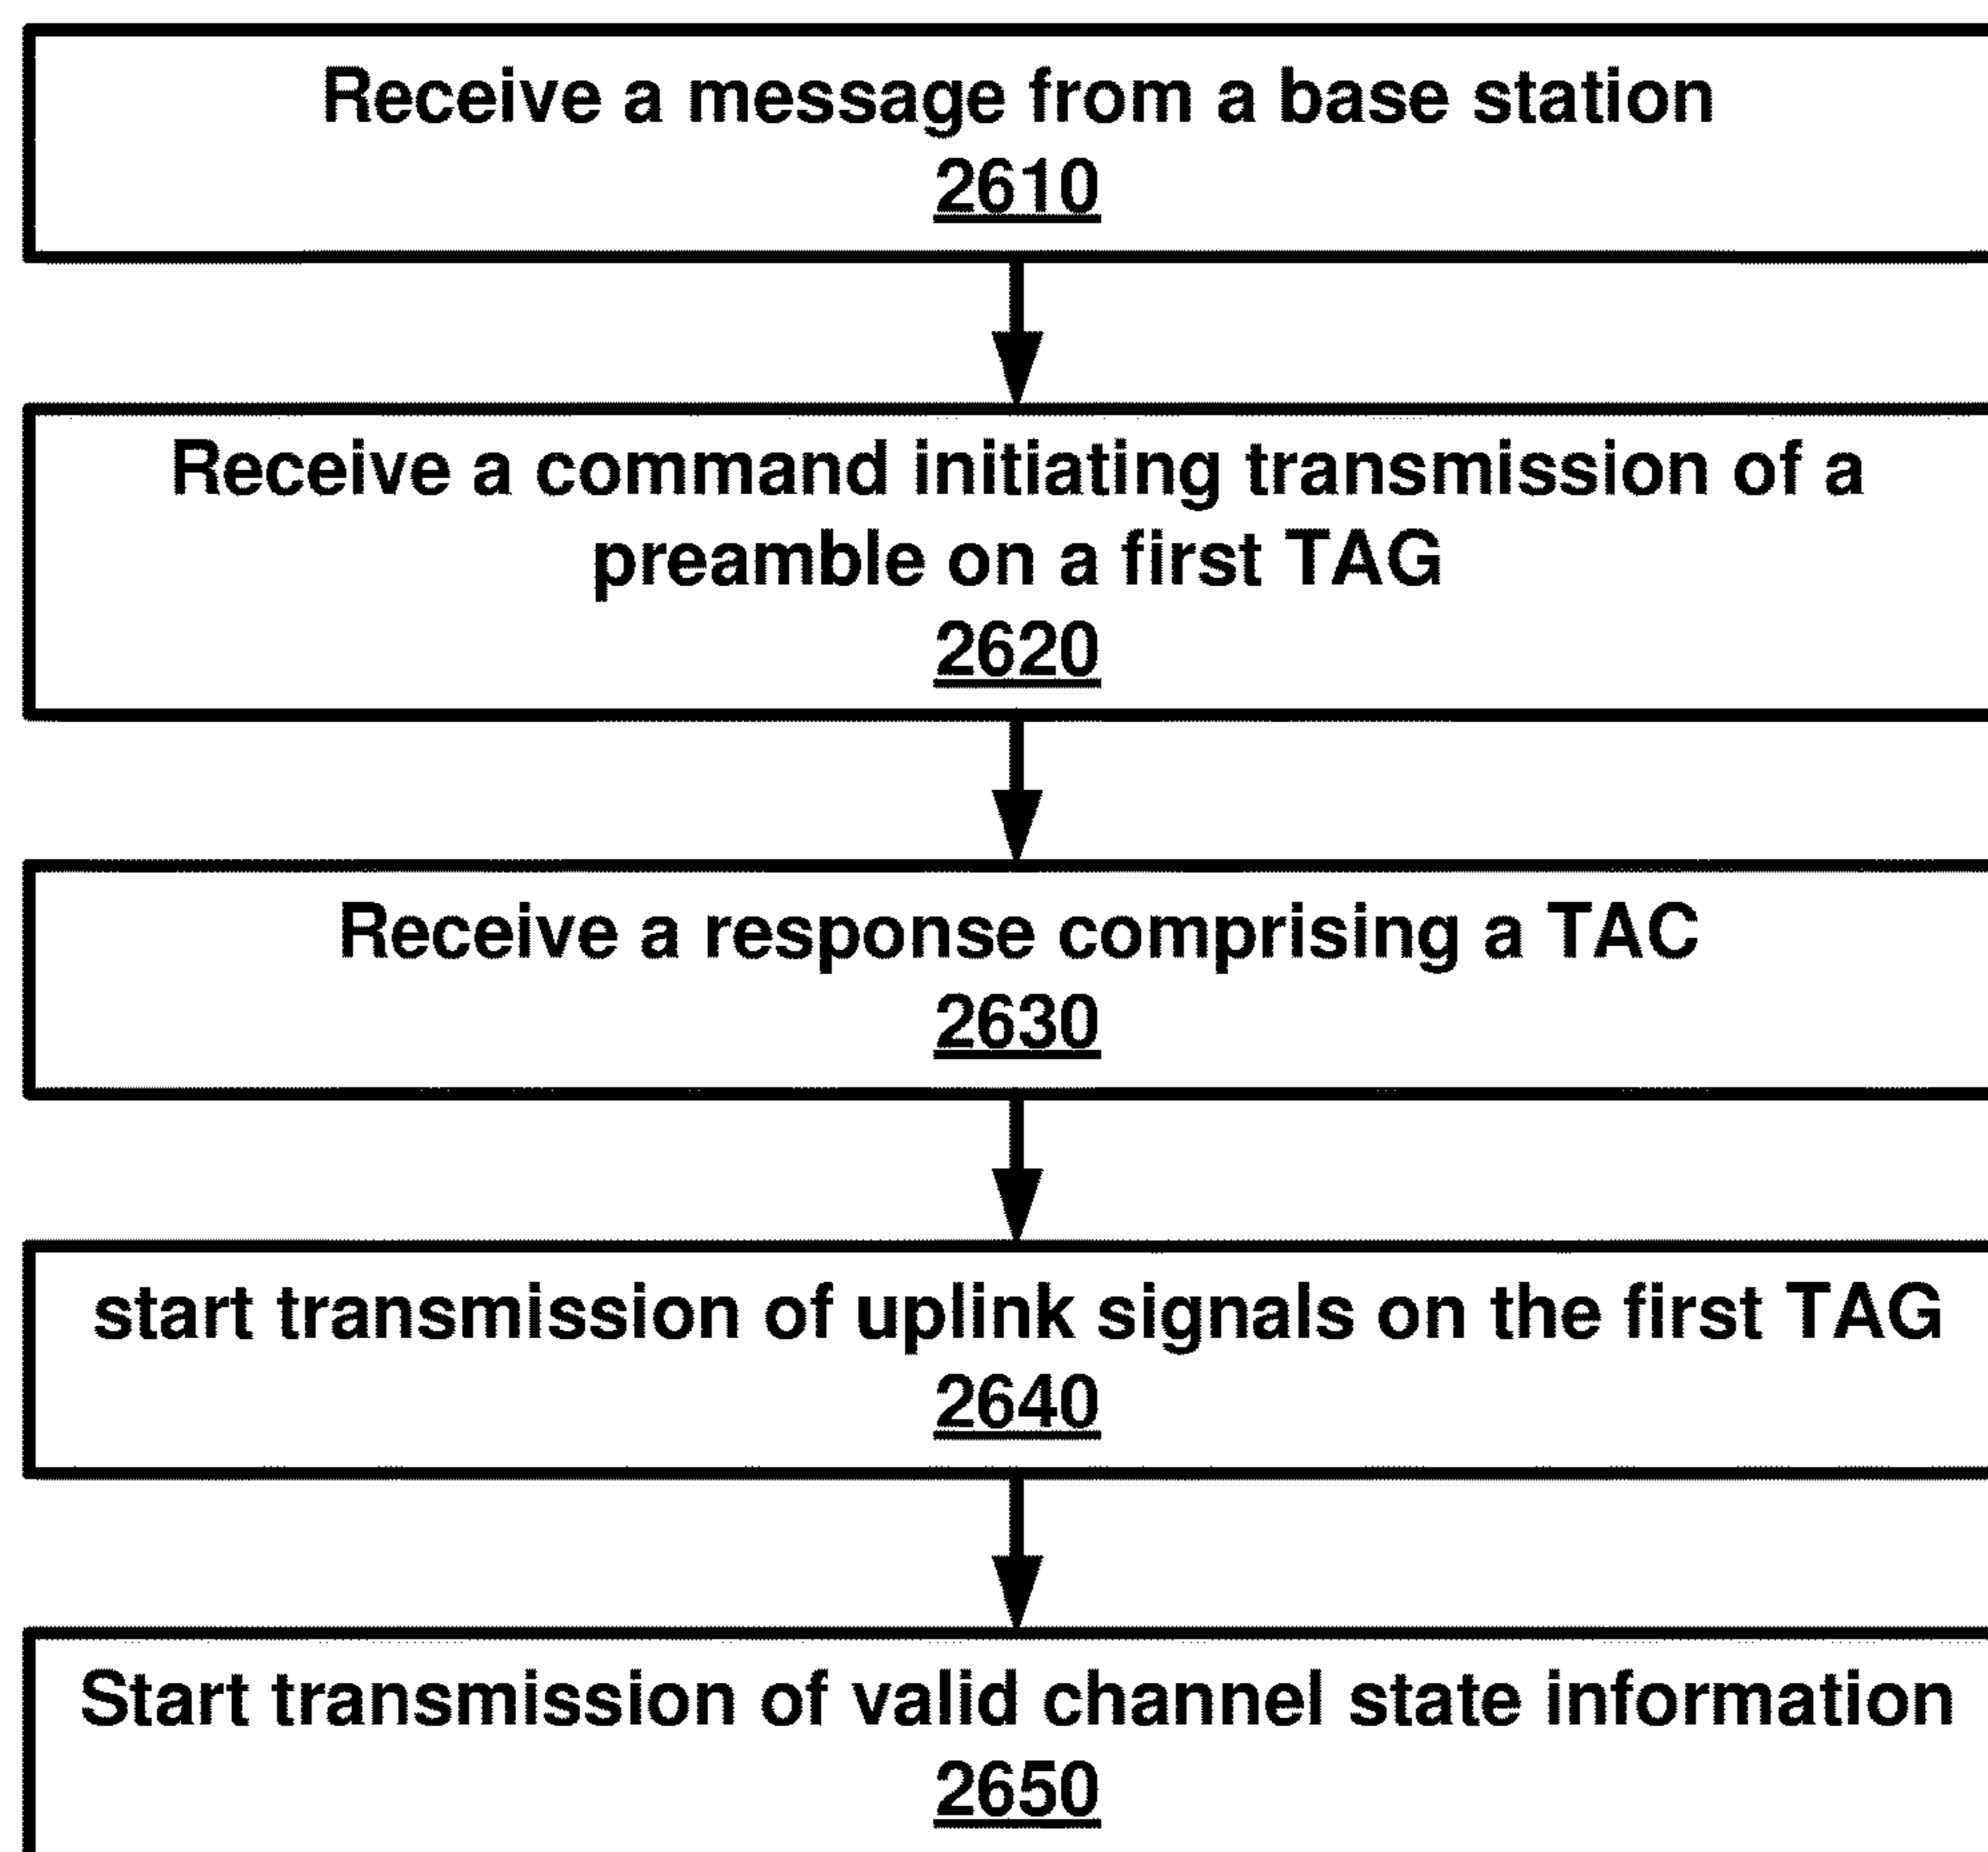 Receive a message from a base station
2610
Receive a command initiating transmission of a
preamble on a first TAG
2620
Receive a response comprising a TAC
2630
start transmission of uplink signals on the first TAG
2640
Start transmission of valid channel state information
2650